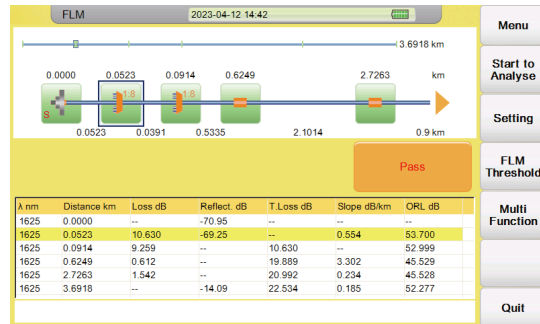 FLM 2023-04-12 14:42
3.6918 km
0.0000 0.0523 0.0914 0.6249 2.7263 km
1:8 1:8
S
0.0523 0.0391 0.5335 2.1014 0.9 km
Pass
λ nm Distance km Loss dB Reflect. dB T.Loss dB Slope dB/km ORL dB
1625 0.0000 -- -70.95 -- -- --
1625 0.0523 10.630 -69.25 -- 0.554 53.700
1625 0.0914 9.259 -- 10.630 -- 52.999
1625 0.6249 0.612 -- 19.889 3.302 45.529
1625 2.7263 1.542 -- 20.992 0.234 45.528
1625 3.6918 -- -14.09 22.534 0.185 52.277
Menu
Start to
Analyse
Setting
FLM
Threshold
Multi
Function
Quit